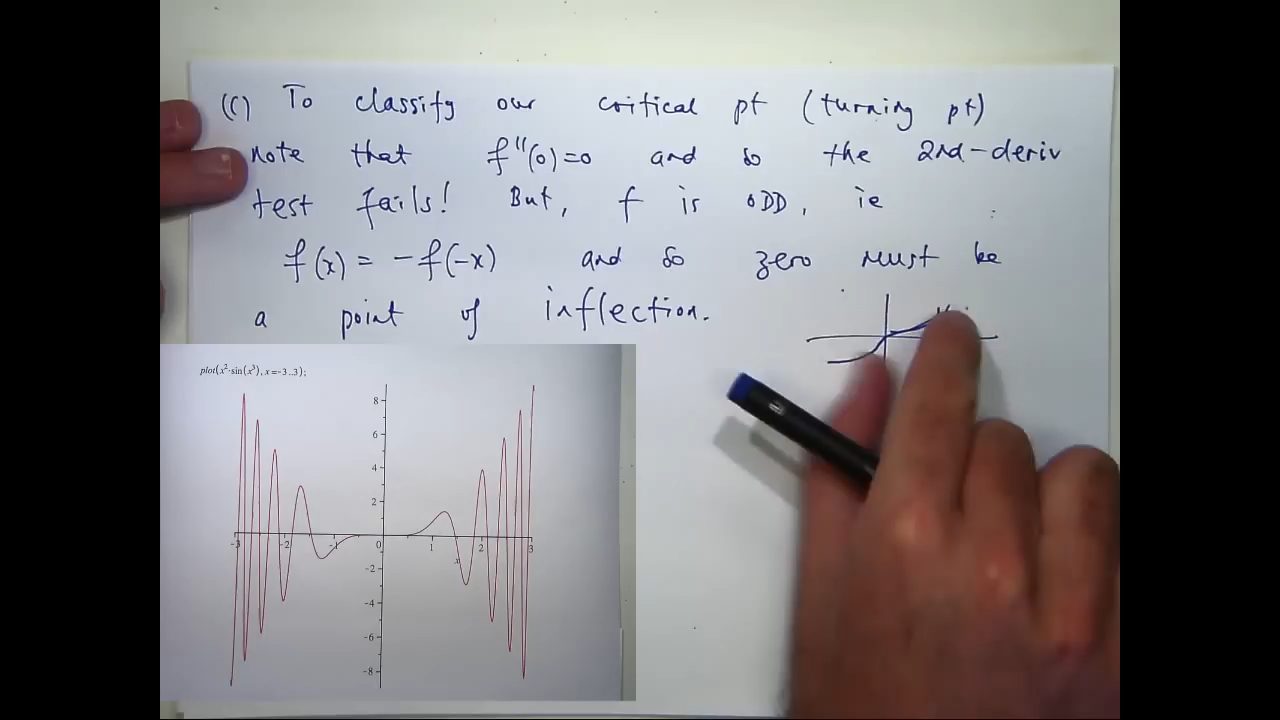 (C) To classify our critical pt (turning pt)
note that f''(0)=0 and so the 2nd-deriv
test fails! But, f is ODD, ie
f(x) = -f(-x) and so zero must be
a point of inflection.
plot(x²·sin(x³), x=-3..3);
8
6
4
2
-3 -2 -1 0 1 2 3
x
-2
-4
-6
-8